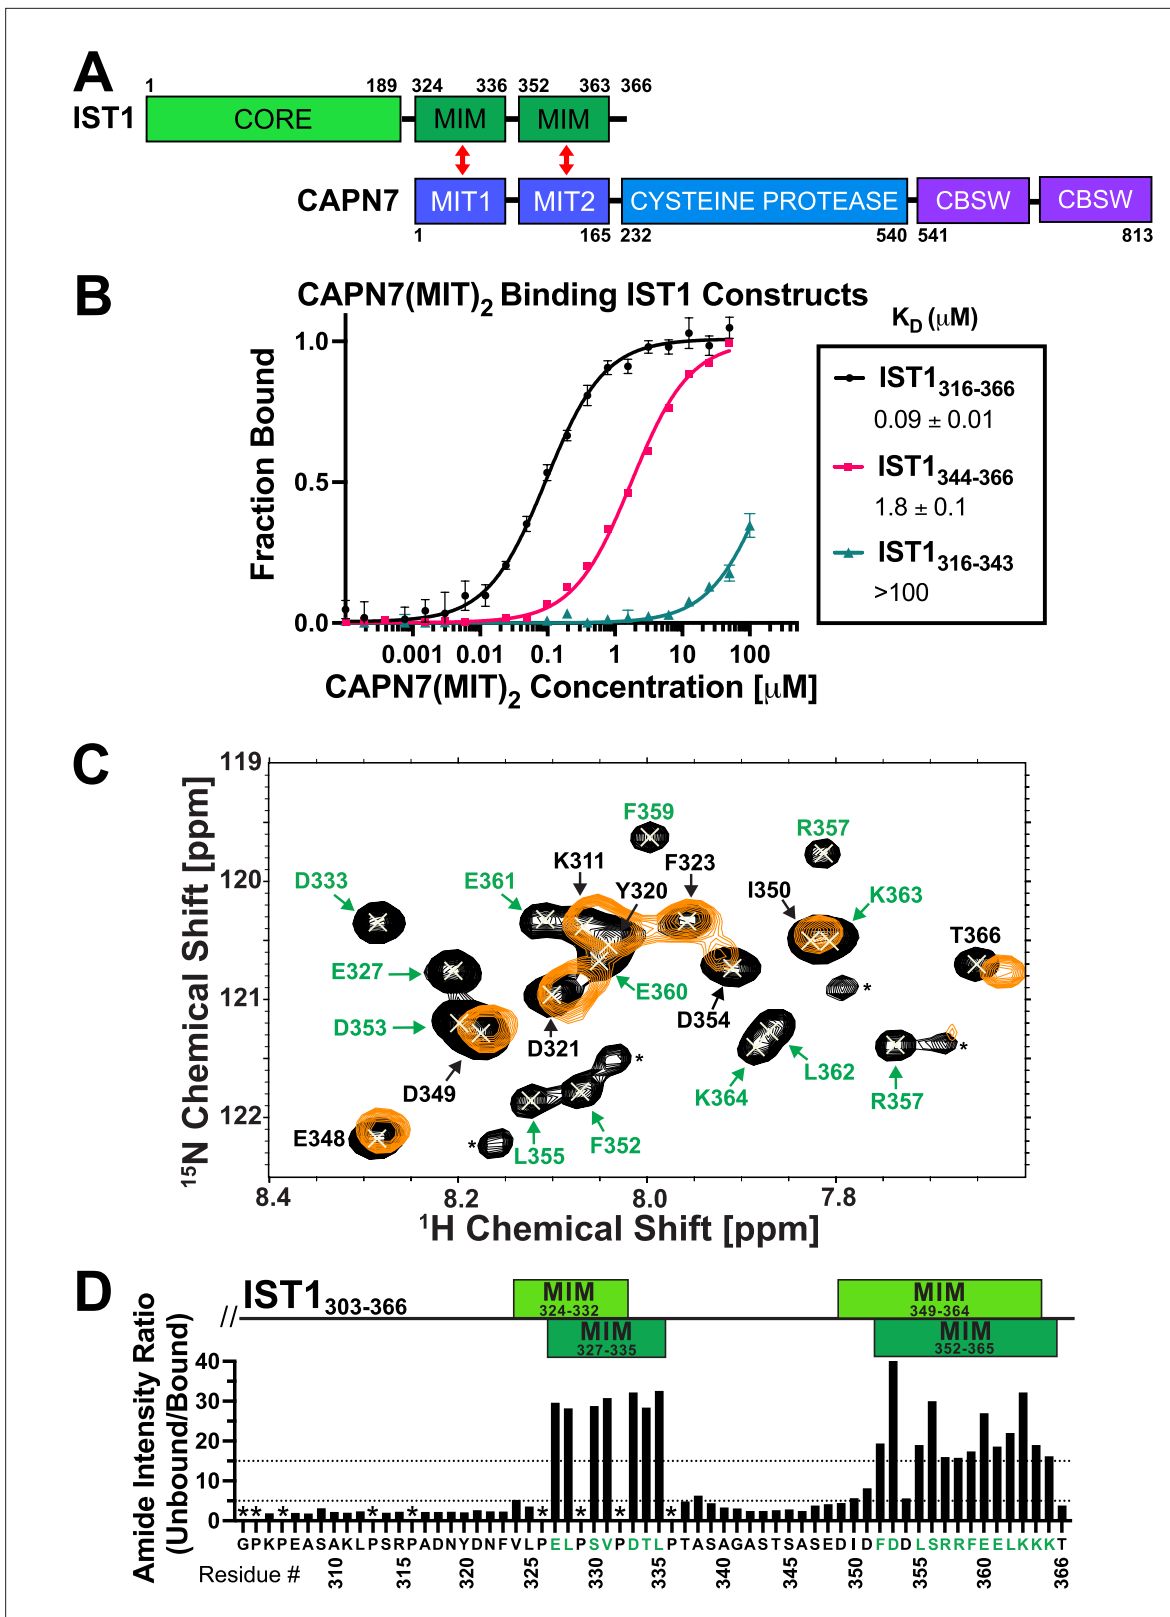 A
1 189 324 336 352 363 366
IST1 CORE MIM MIM
CAPN7 MIT1 MIT2 CYSTEINE PROTEASE CBSW CBSW
1 165 232 540 541 813
B
CAPN7(MIT)2 Binding IST1 Constructs
KD (μM)
Fraction Bound
1.0
0.5
0.0
0.001 0.01 0.1 1 10 100
CAPN7(MIT)2 Concentration [μM]
IST1316-366
0.09 ± 0.01
IST1344-366
1.8 ± 0.1
IST1316-343
>100
C
15N Chemical Shift [ppm]
119
120
121
122
F359
R357
K311
F323
D333
E361
Y320
I350
K363
T366
E327
E360
*
D353
D321
D354
D349
*
L362
*
K364
R357
E348
*
L355
F352
8.4 8.2 8.0 7.8
1H Chemical Shift [ppm]
D
// IST1303-366
MIM
324-332
MIM
349-364
MIM
327-335
MIM
352-365
Amide Intensity Ratio
(Unbound/Bound)
40
30
20
10
0
* * * * * * * * *
GPKPEASAKLPSRPADNYDNFVLPELPSVPDTLPTASAGASTSASEDIDFDDLSRRFEELKKKT
Residue #
310 315 320 325 330 335 340 345 350 355 360 366